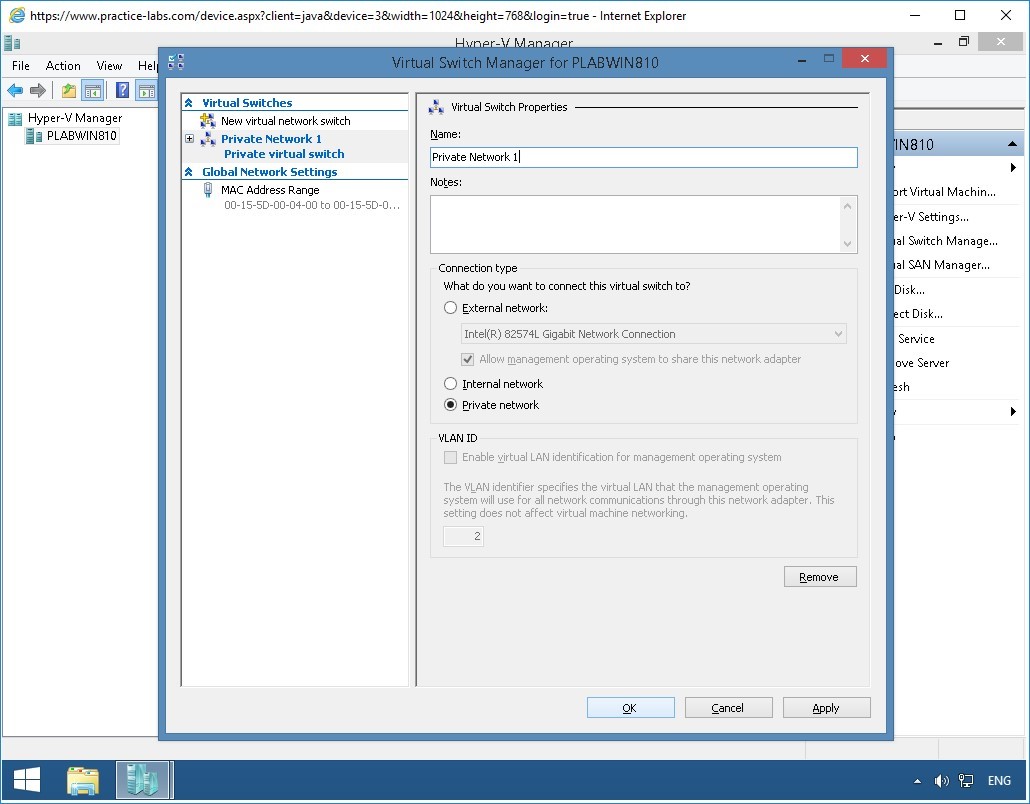 https://www.practice-labs.com/device.aspx?client=java&device=3&width=1024&height=768&login=true - Internet Explorer
Hyper-V Manager
File Action View Help
Virtual Switch Manager for PLABWIN810
Hyper-V Manager
PLABWIN810
Virtual Switches
New virtual network switch
Private Network 1
Private virtual switch
Global Network Settings
MAC Address Range
00-15-5D-00-04-00 to 00-15-5D-0...
Virtual Switch Properties
Name:
Private Network 1
Notes:
Connection type
What do you want to connect this virtual switch to?
External network:
Intel(R) 82574L Gigabit Network Connection
Allow management operating system to share this network adapter
Internal network
Private network
VLAN ID
Enable virtual LAN identification for management operating system
The VLAN identifier specifies the virtual LAN that the management operating
system will use for all network communications through this network adapter. This
setting does not affect virtual machine networking.
2
Remove
OK Cancel Apply
IN810
ort Virtual Machin...
er-V Settings...
al Switch Manage...
al SAN Manager...
Disk...
ect Disk...
Service
ove Server
esh
ENG